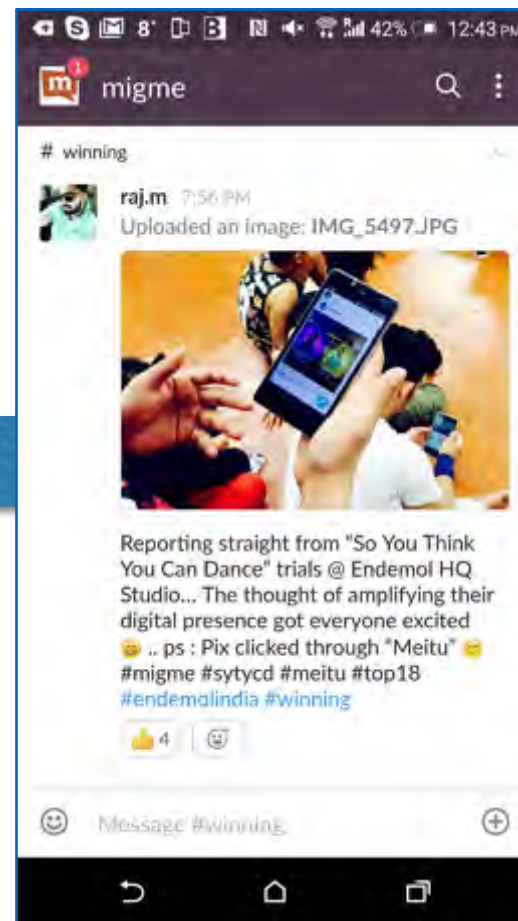 42% 12:43 PM
1
migme
# winning
raj.m 7:56 PM
Uploaded an image: IMG_5497.JPG
Reporting straight from "So You Think
You Can Dance" trials @ Endemol HQ
Studio... The thought of amplifying their
digital presence got everyone excited
😀 .. ps : Pix clicked through "Meitu" 😊
#migme #sytycd #meitu #top18
#endemolindia #winning
👍 4
Message #winning